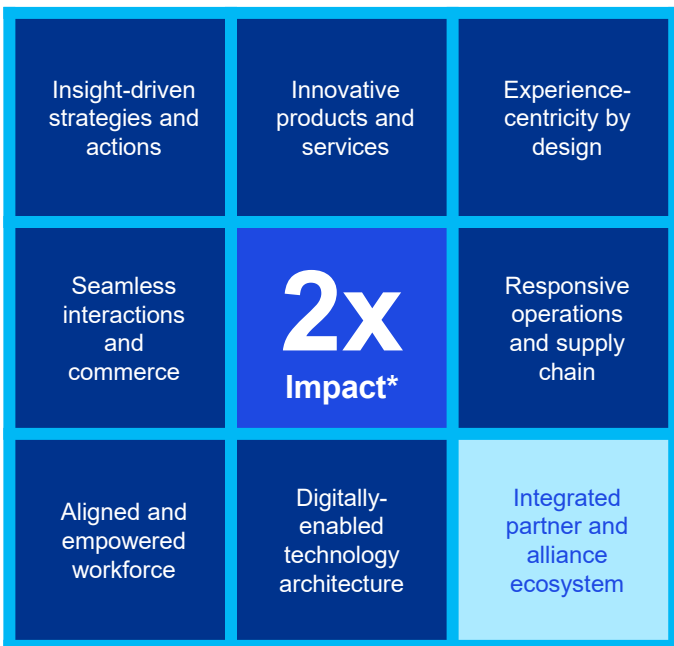 Insight-driven
strategies and
actions
Innovative
products and
services
Experience-
centricity by
design
Seamless
interactions
and
commerce
2x
Impact*
Responsive
operations
and supply
chain
Aligned and
empowered
workforce
Digitally-
enabled
technology
architecture
Integrated
partner and
alliance
ecosystem